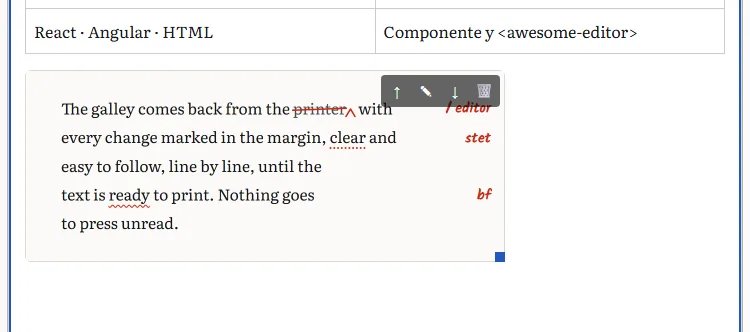 React · Angular · HTML
Componente y <awesome-editor>
The galley comes back from the printer with
/ editor
every change marked in the margin, clear and
stet
easy to follow, line by line, until the
text is ready to print. Nothing goes
bf
to press unread.